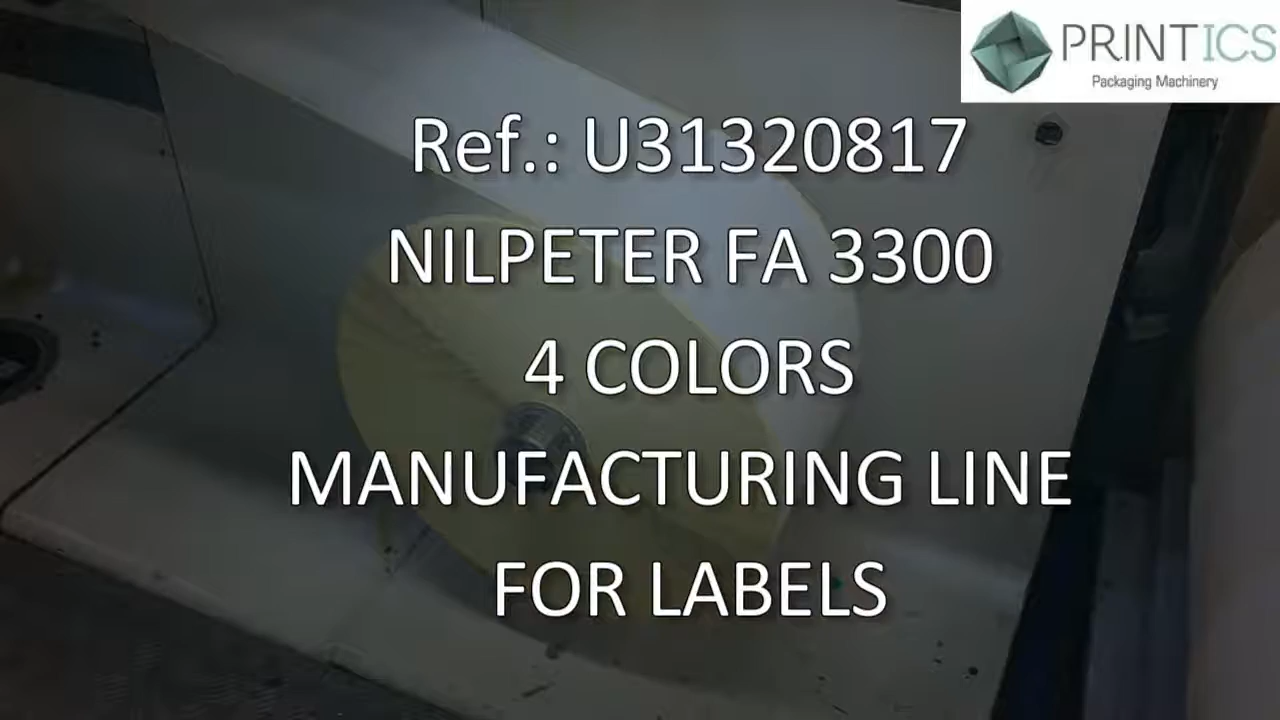 PRINTICS
Packaging Machinery
Ref.: U31320817
NILPETER FA 3300
4 COLORS
MANUFACTURING LINE
FOR LABELS